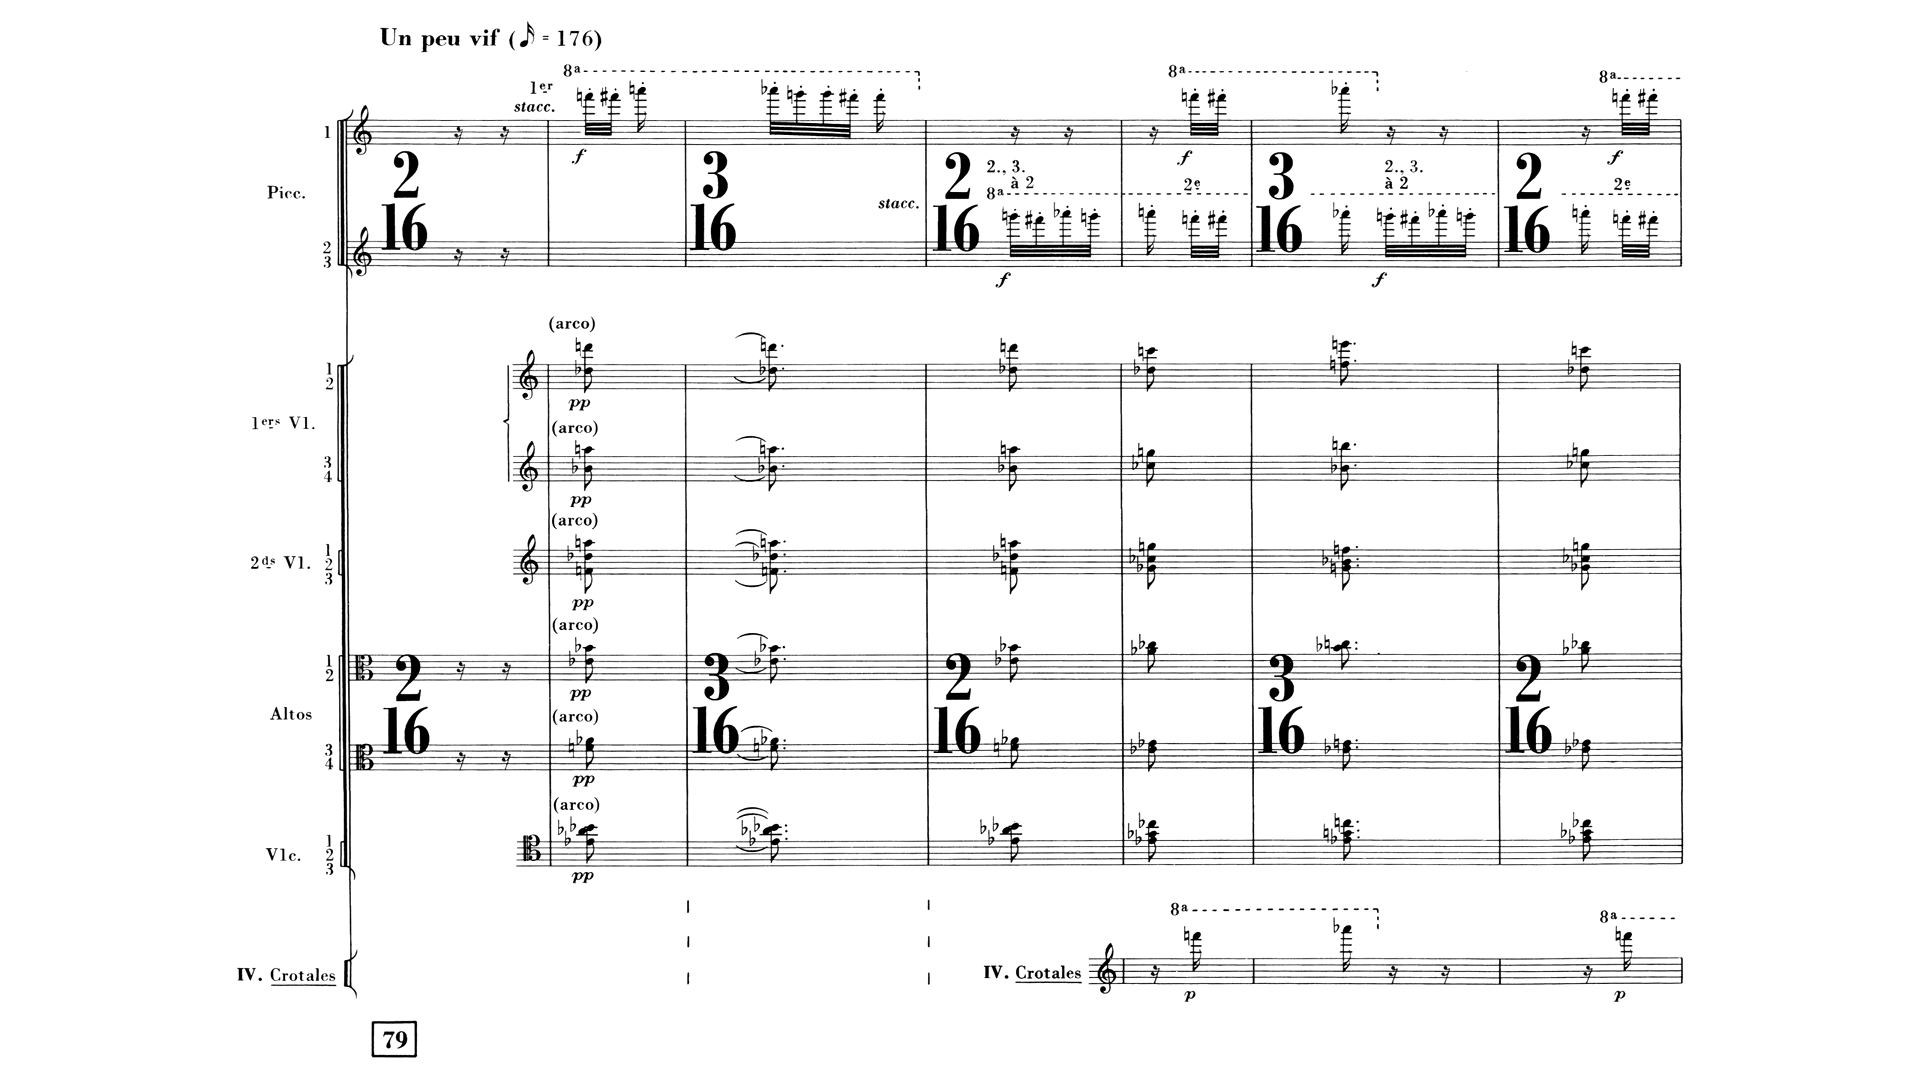 Un peu vif (𝅘𝅥𝅯 = 176)
8ª 8ª 8ª
1er
stacc.
1
f f f
2 3 2 3 2
2., 3. 2., 3.
à 2 2e à 2 2e
Picc.
8ª
stacc.
16 3 16 16 16 16
2
3
f f
(arco)
1
2
pp
1ers Vl.
(arco)
3
4
pp
(arco)
2ds Vl.
1
2
3
pp
(arco)
1
2
2 3 2 3 2
pp
Altos
(arco)
16 16 16 16 16
3
4
pp
(arco)
Vlc.
1
2
3
pp
8ª 8ª
IV. Crotales IV. Crotales
p p
79